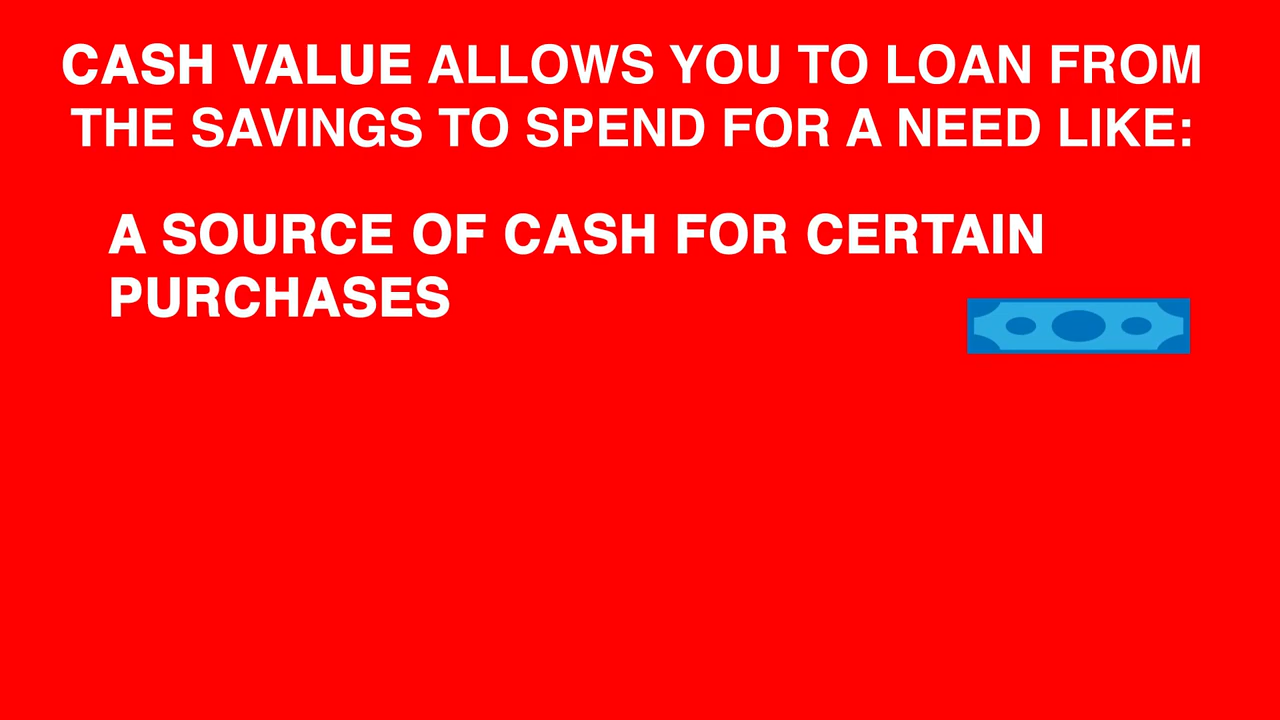 CASH VALUE ALLOWS YOU TO LOAN FROM
THE SAVINGS TO SPEND FOR A NEED LIKE:
A SOURCE OF CASH FOR CERTAIN
PURCHASES